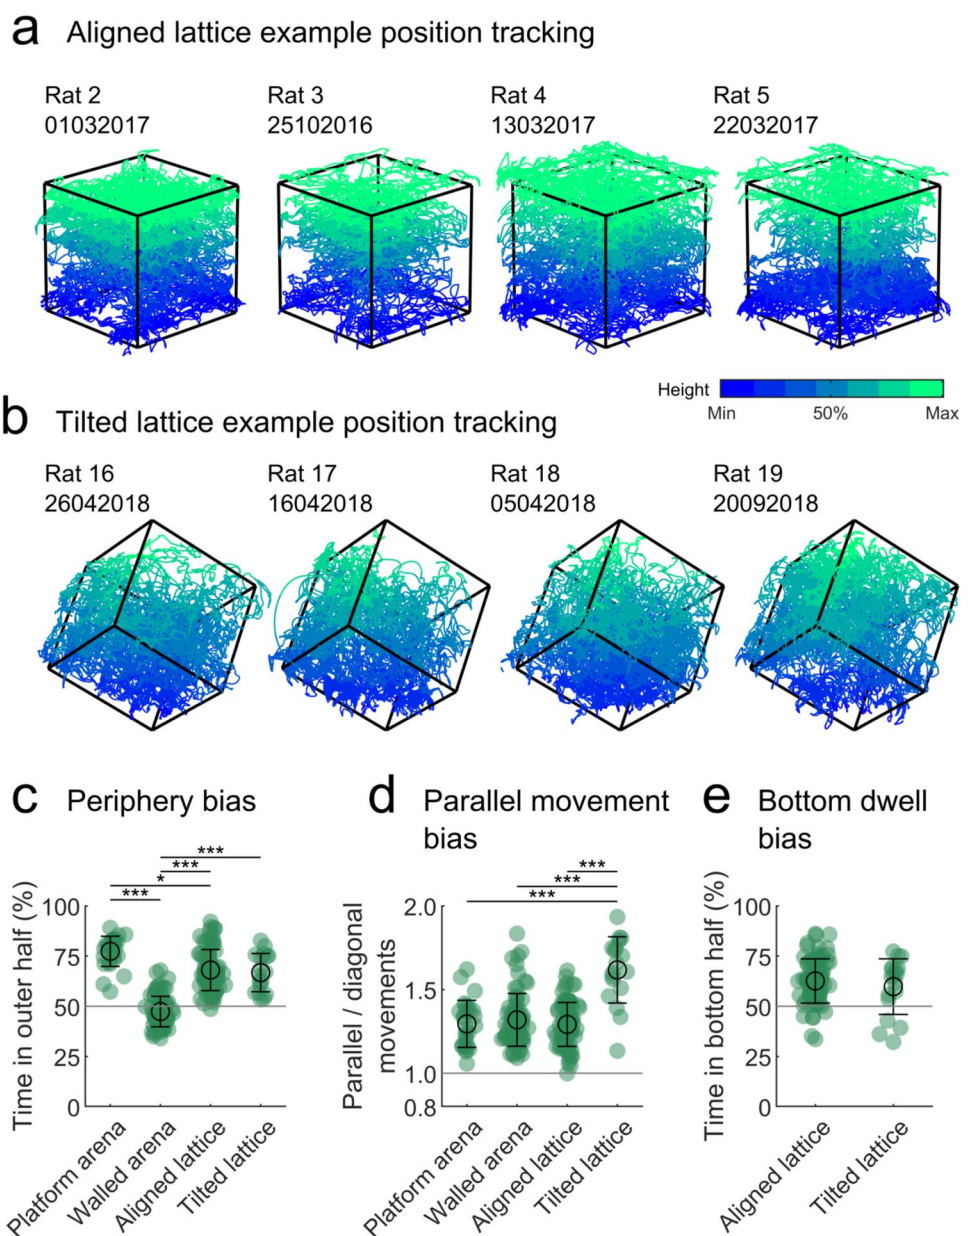 a Aligned lattice example position tracking
Rat 2
01032017
Rat 3
25102016
Rat 4
13032017
Rat 5
22032017
Height
Min
50%
Max
b Tilted lattice example position tracking
Rat 16
26042018
Rat 17
16042018
Rat 18
05042018
Rat 19
20092018
c Periphery bias
***
***
*
***
Time in outer half (%)
100
75
50
25
0
Platform arena
Walled arena
Aligned lattice
Tilted lattice
d Parallel movement
bias
***
***
***
Parallel / diagonal
movements
2.0
1.5
1.0
0.8
Platform arena
Walled arena
Aligned lattice
Tilted lattice
e Bottom dwell
bias
Time in bottom half (%)
100
75
50
25
0
Aligned lattice
Tilted lattice